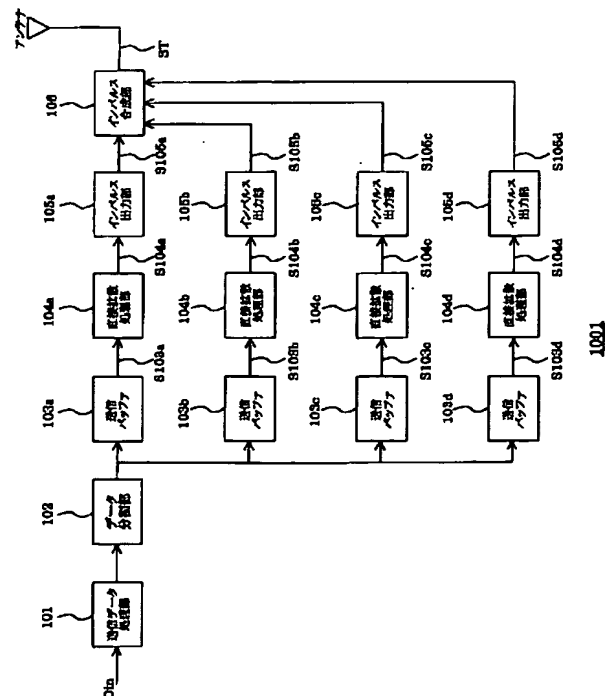 アンテナ
ST
106
インパルス
合成部
S105a
S105b
S105c
S105d
105a
インパルス
出力部
105b
インパルス
出力部
105c
インパルス
出力部
105d
インパルス
出力部
S104a
S104b
S104c
S104d
104a
直接拡散
処理部
104b
直接拡散
処理部
104c
直接拡散
処理部
104d
直接拡散
処理部
S103a
S103b
S103c
S103d
103a
送信
バッファ
103b
送信
バッファ
103c
送信
バッファ
103d
送信
バッファ
102
データ
分割部
101
送信データ
処理部
Din
1001